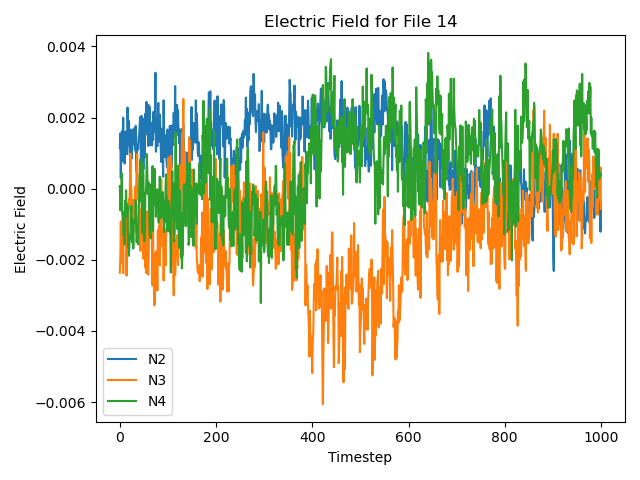 Electric Field for File 14
0.004
0.002
0.000
−0.002
−0.004
−0.006
Electric Field
N2
N3
N4
0 200 400 600 800 1000
Timestep